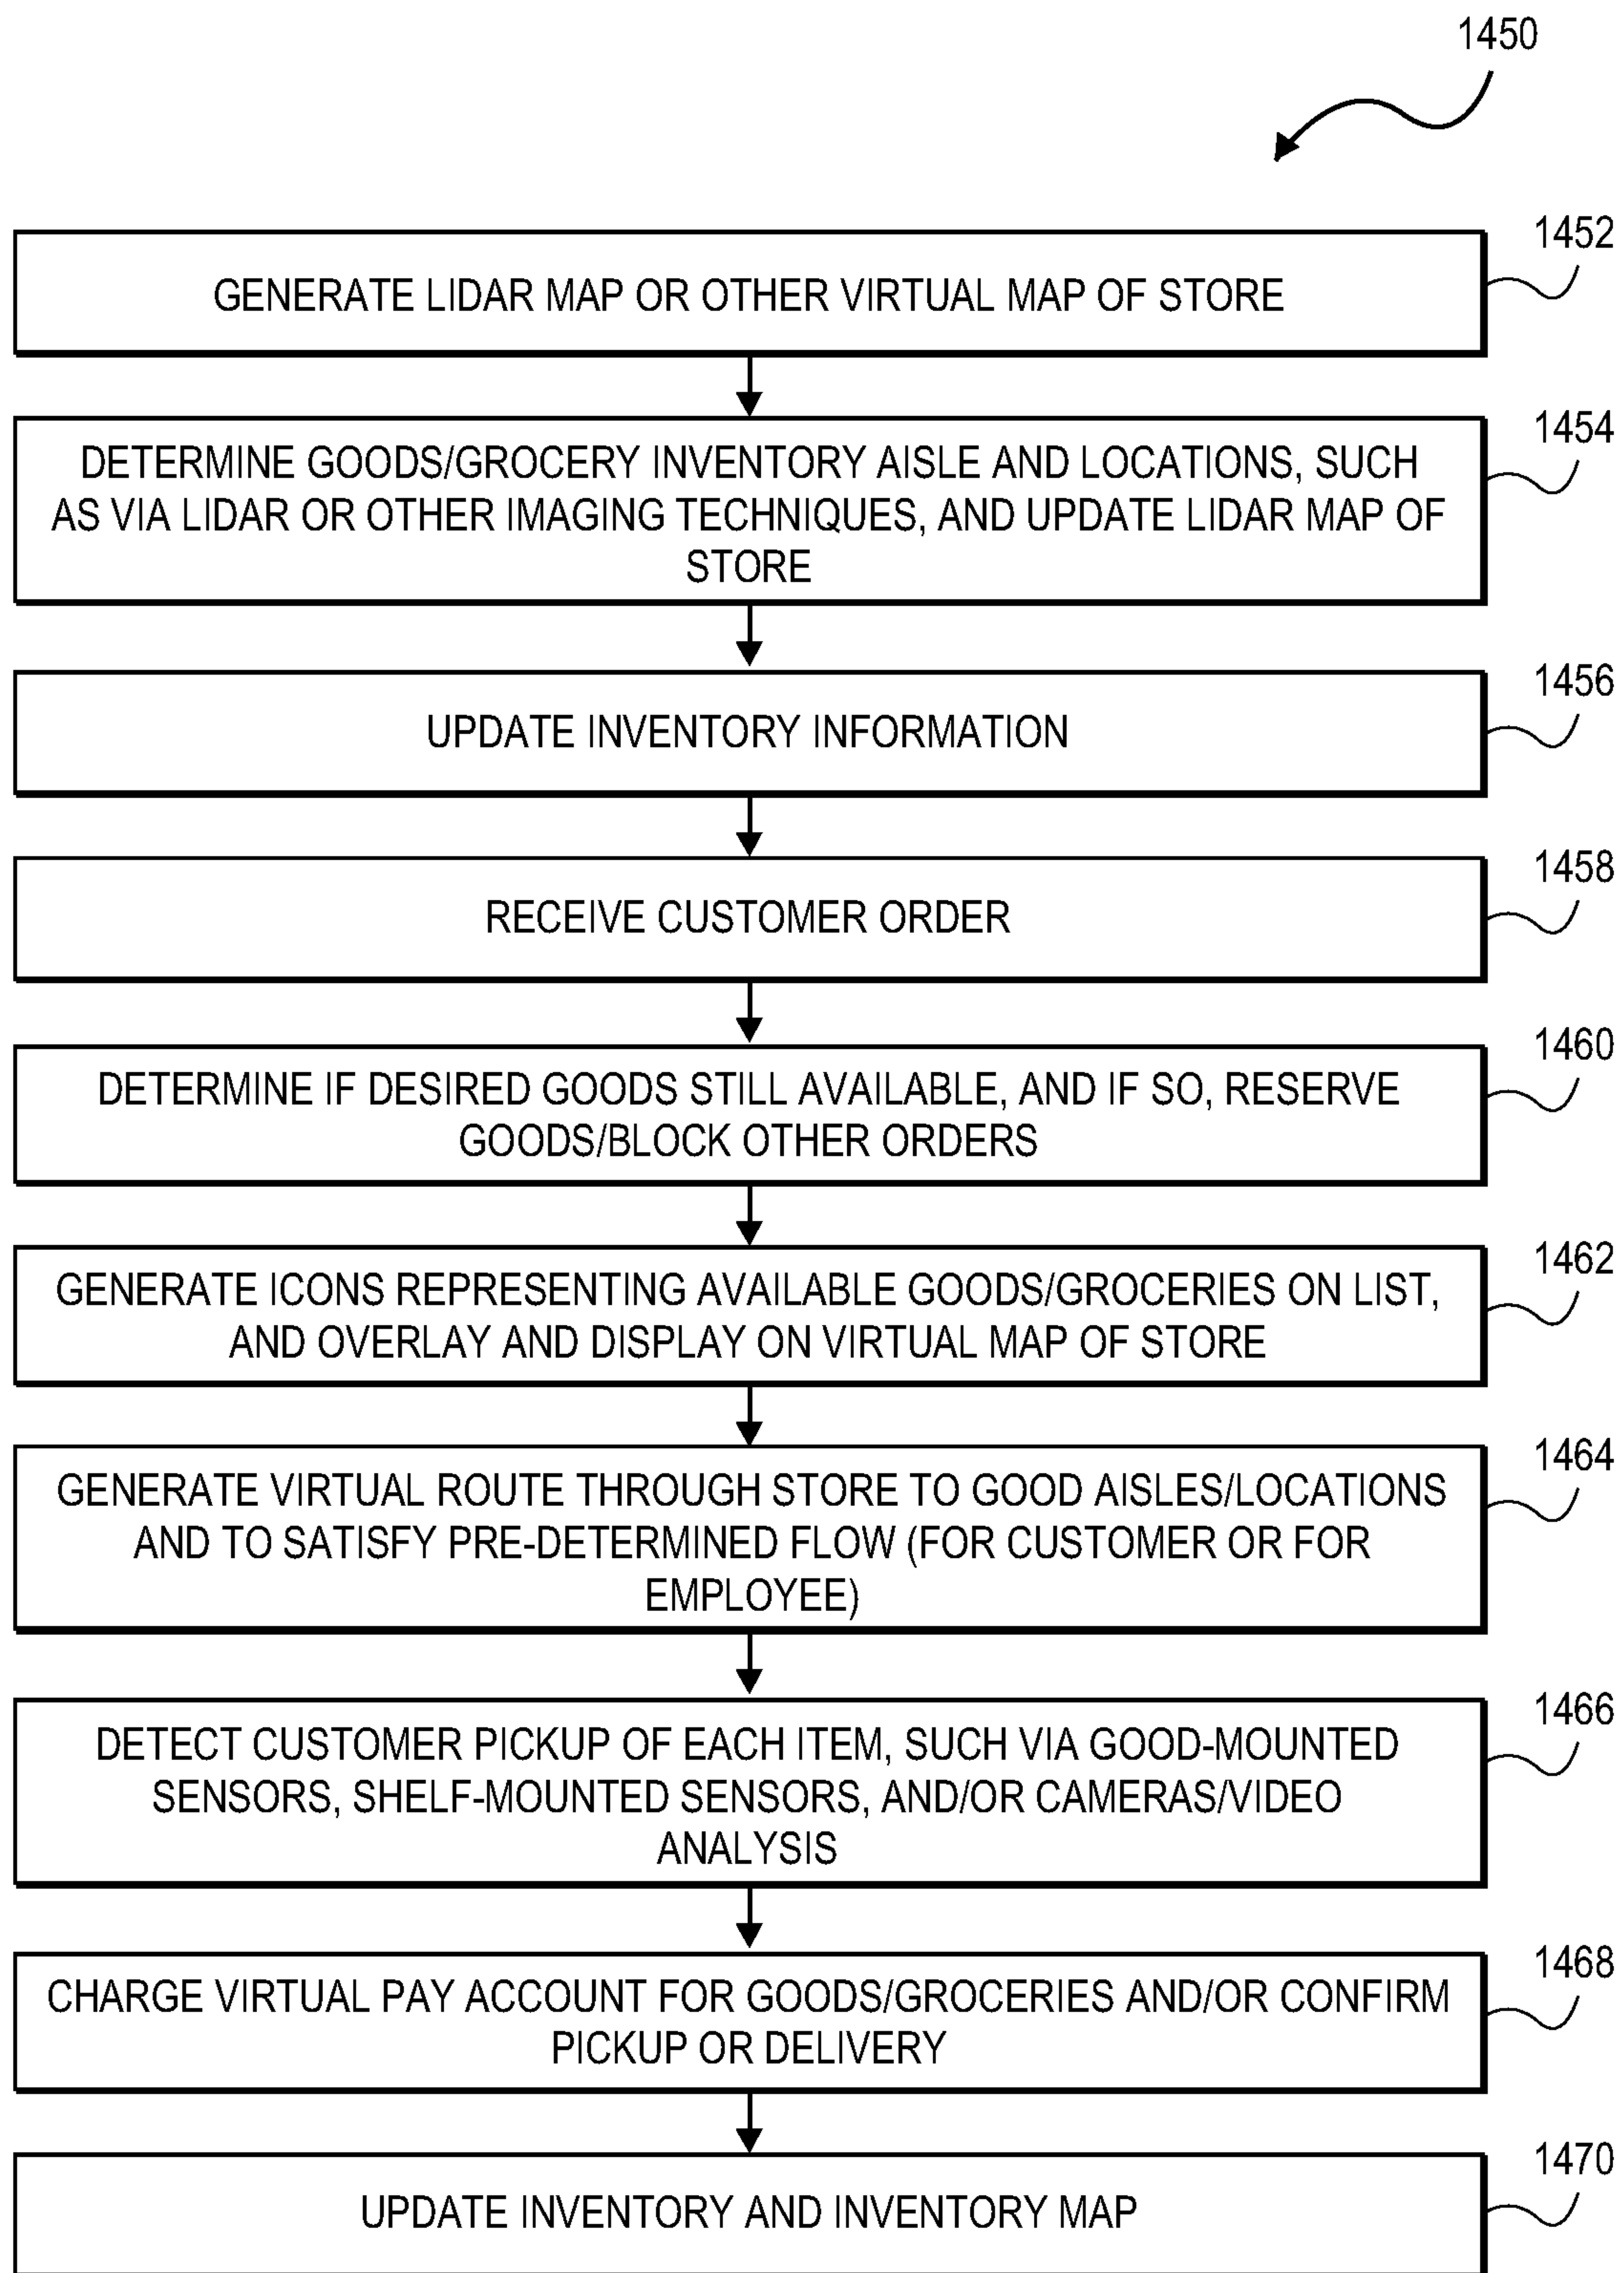 1450
1452
GENERATE LIDAR MAP OR OTHER VIRTUAL MAP OF STORE
1454
DETERMINE GOODS/GROCERY INVENTORY AISLE AND LOCATIONS, SUCH
AS VIA LIDAR OR OTHER IMAGING TECHNIQUES, AND UPDATE LIDAR MAP OF
STORE
1456
UPDATE INVENTORY INFORMATION
1458
RECEIVE CUSTOMER ORDER
1460
DETERMINE IF DESIRED GOODS STILL AVAILABLE, AND IF SO, RESERVE
GOODS/BLOCK OTHER ORDERS
1462
GENERATE ICONS REPRESENTING AVAILABLE GOODS/GROCERIES ON LIST,
AND OVERLAY AND DISPLAY ON VIRTUAL MAP OF STORE
1464
GENERATE VIRTUAL ROUTE THROUGH STORE TO GOOD AISLES/LOCATIONS
AND TO SATISFY PRE-DETERMINED FLOW (FOR CUSTOMER OR FOR
EMPLOYEE)
1466
DETECT CUSTOMER PICKUP OF EACH ITEM, SUCH VIA GOOD-MOUNTED
SENSORS, SHELF-MOUNTED SENSORS, AND/OR CAMERAS/VIDEO
ANALYSIS
1468
CHARGE VIRTUAL PAY ACCOUNT FOR GOODS/GROCERIES AND/OR CONFIRM
PICKUP OR DELIVERY
1470
UPDATE INVENTORY AND INVENTORY MAP